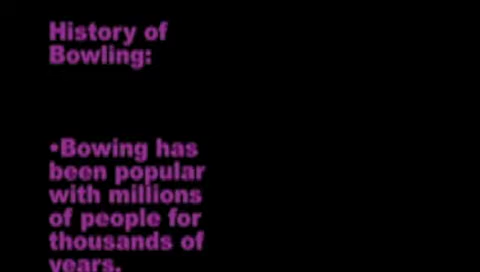 History of
Bowling:
•Bowing has
been popular
with millions
of people for
thousands of
years.